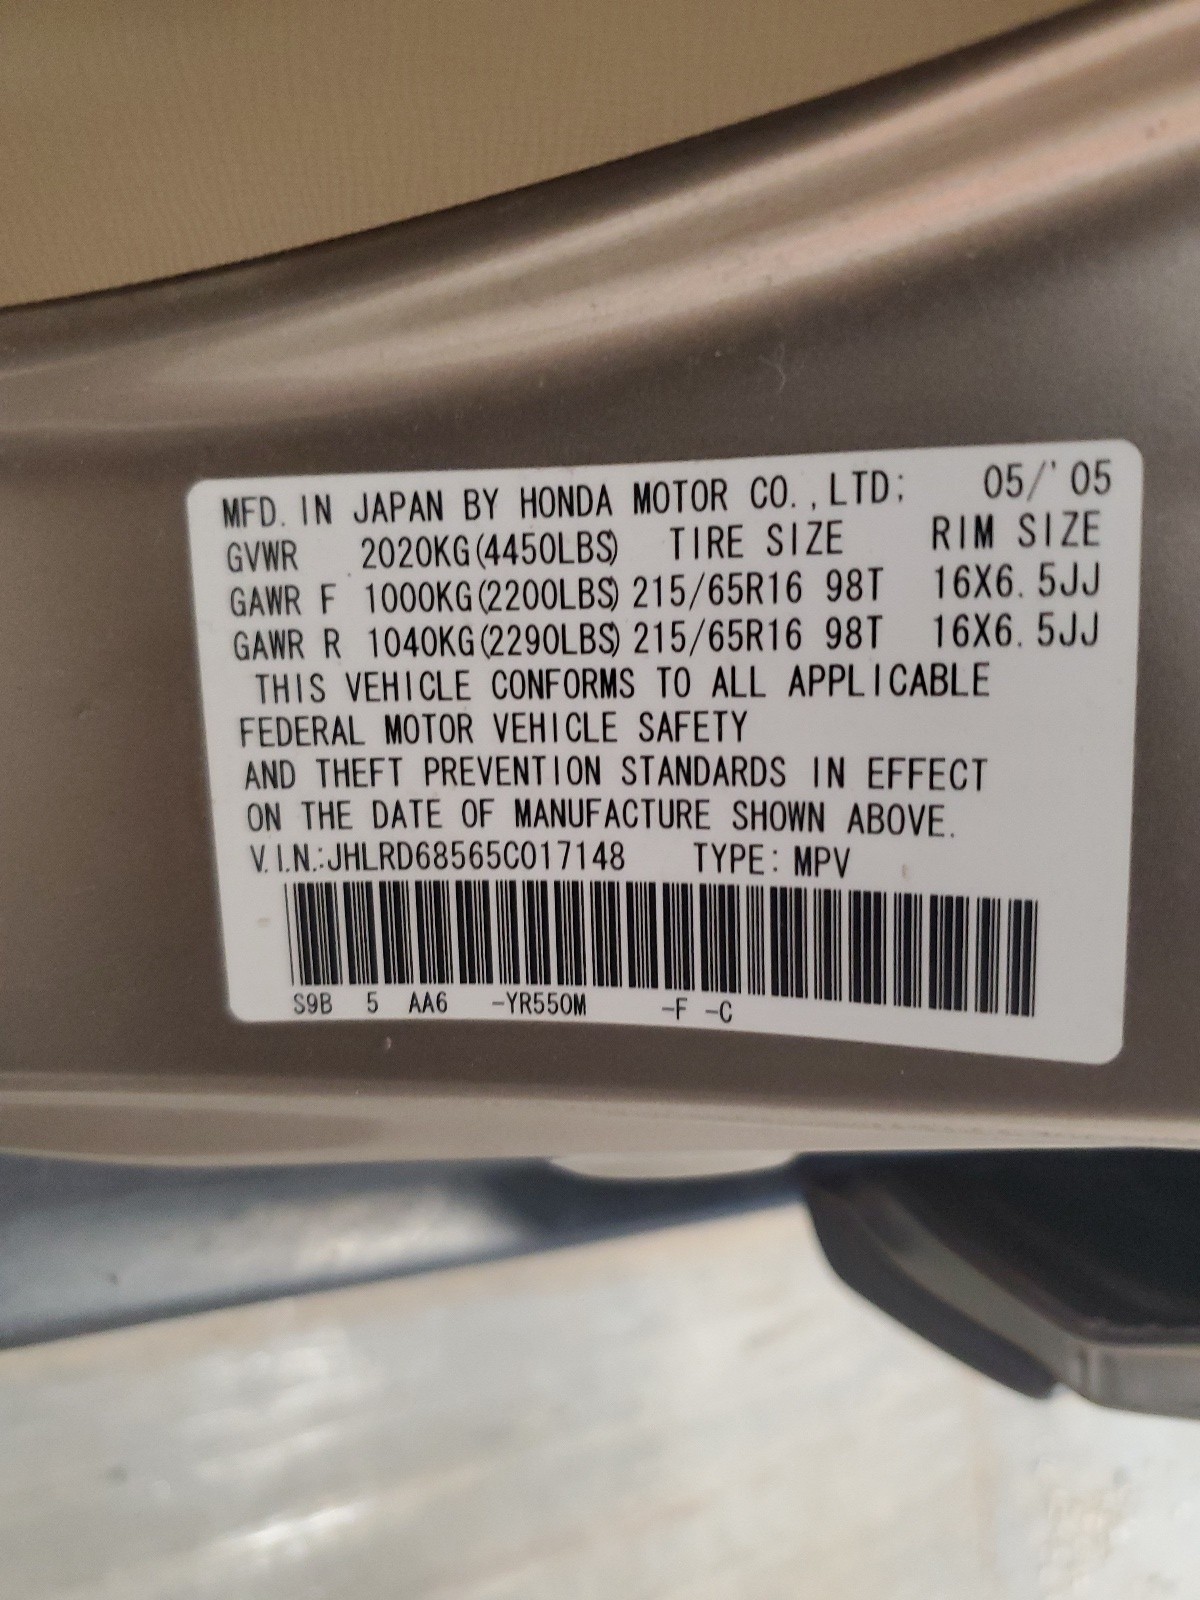 MFD. IN JAPAN BY HONDA MOTOR CO.,LTD; 05/'05
GVWR 2020KG(4450LBS) TIRE SIZE RIM SIZE
GAWR F 1000KG(2200LBS) 215/65R16 98T 16X6.5JJ
GAWR R 1040KG(2290LBS) 215/65R16 98T 16X6.5JJ
THIS VEHICLE CONFORMS TO ALL APPLICABLE
FEDERAL MOTOR VEHICLE SAFETY
AND THEFT PREVENTION STANDARDS IN EFFECT
ON THE DATE OF MANUFACTURE SHOWN ABOVE.
V.I.N.:JHLRD68565C017148 TYPE: MPV
S9B 5 AA6 -YR550M -F -C